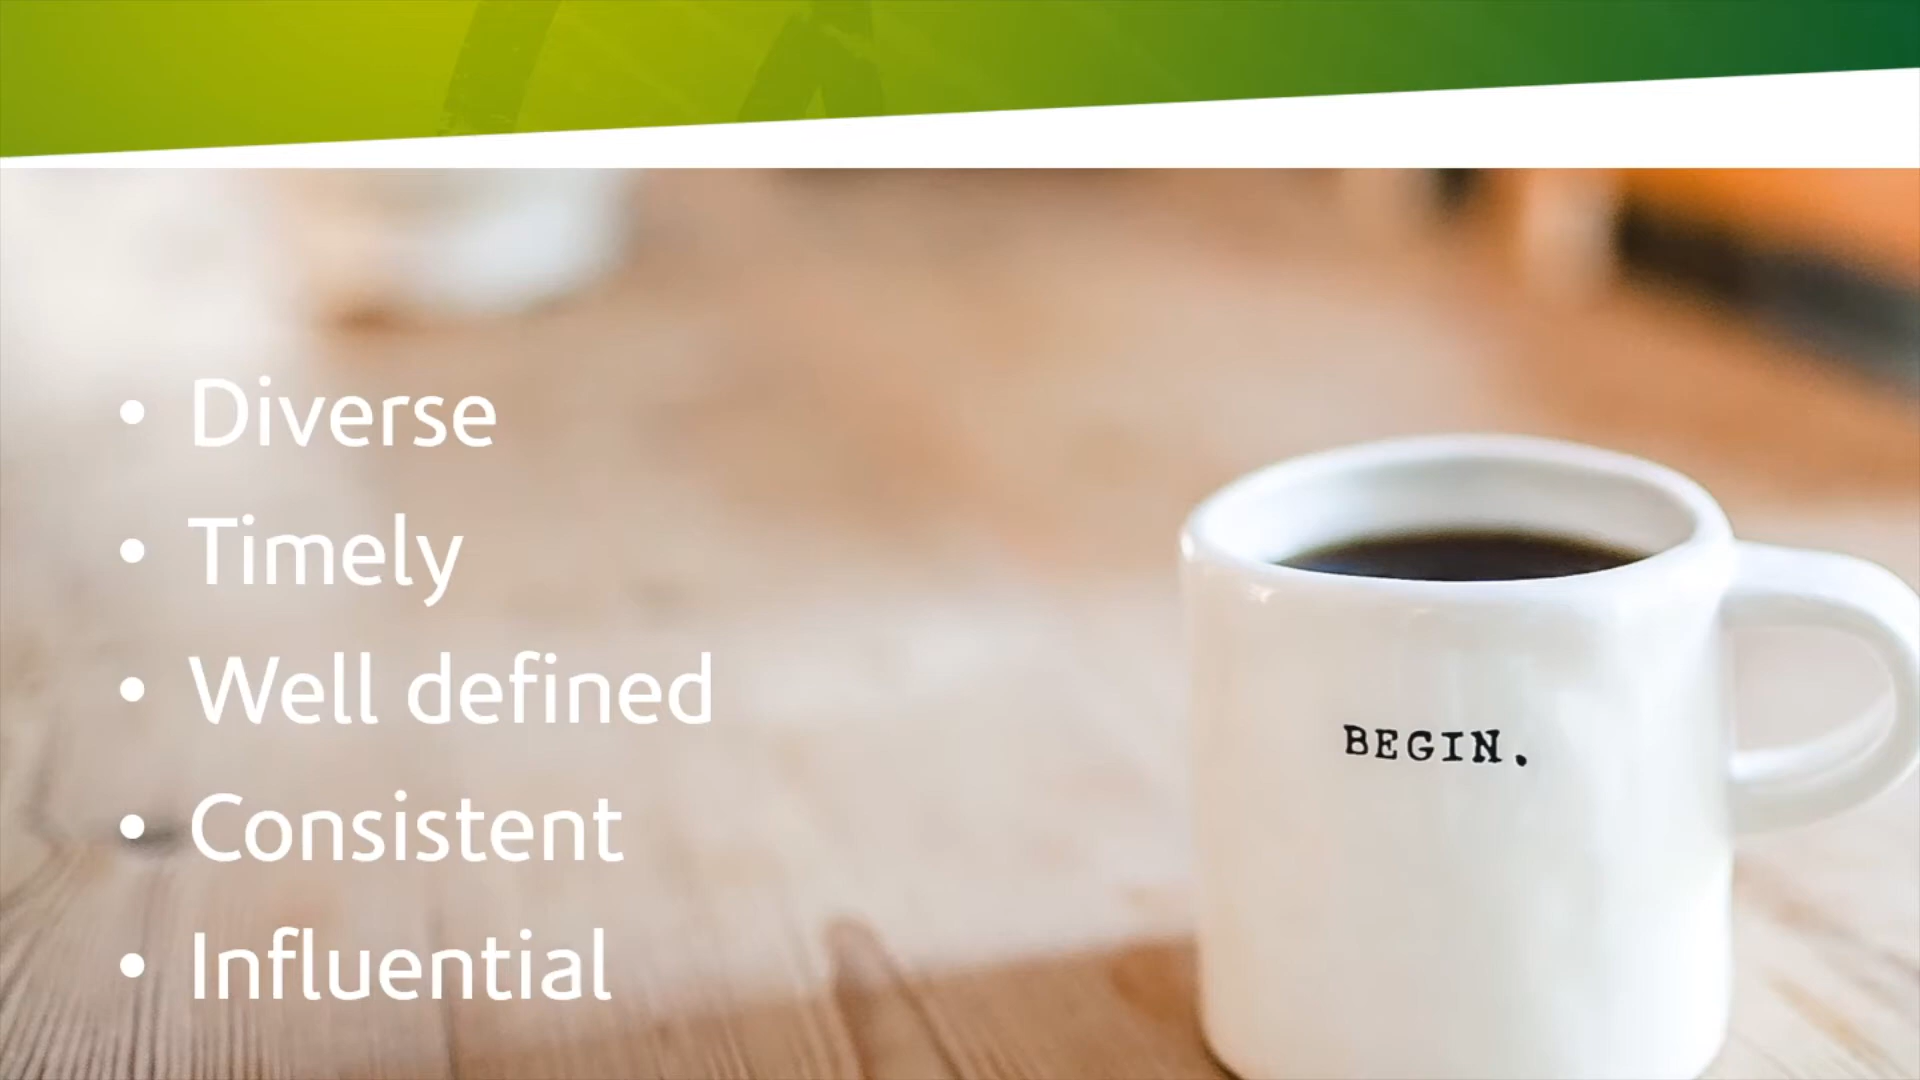 • Diverse
• Timely
• Well defined
• Consistent
• Influential
BEGIN.